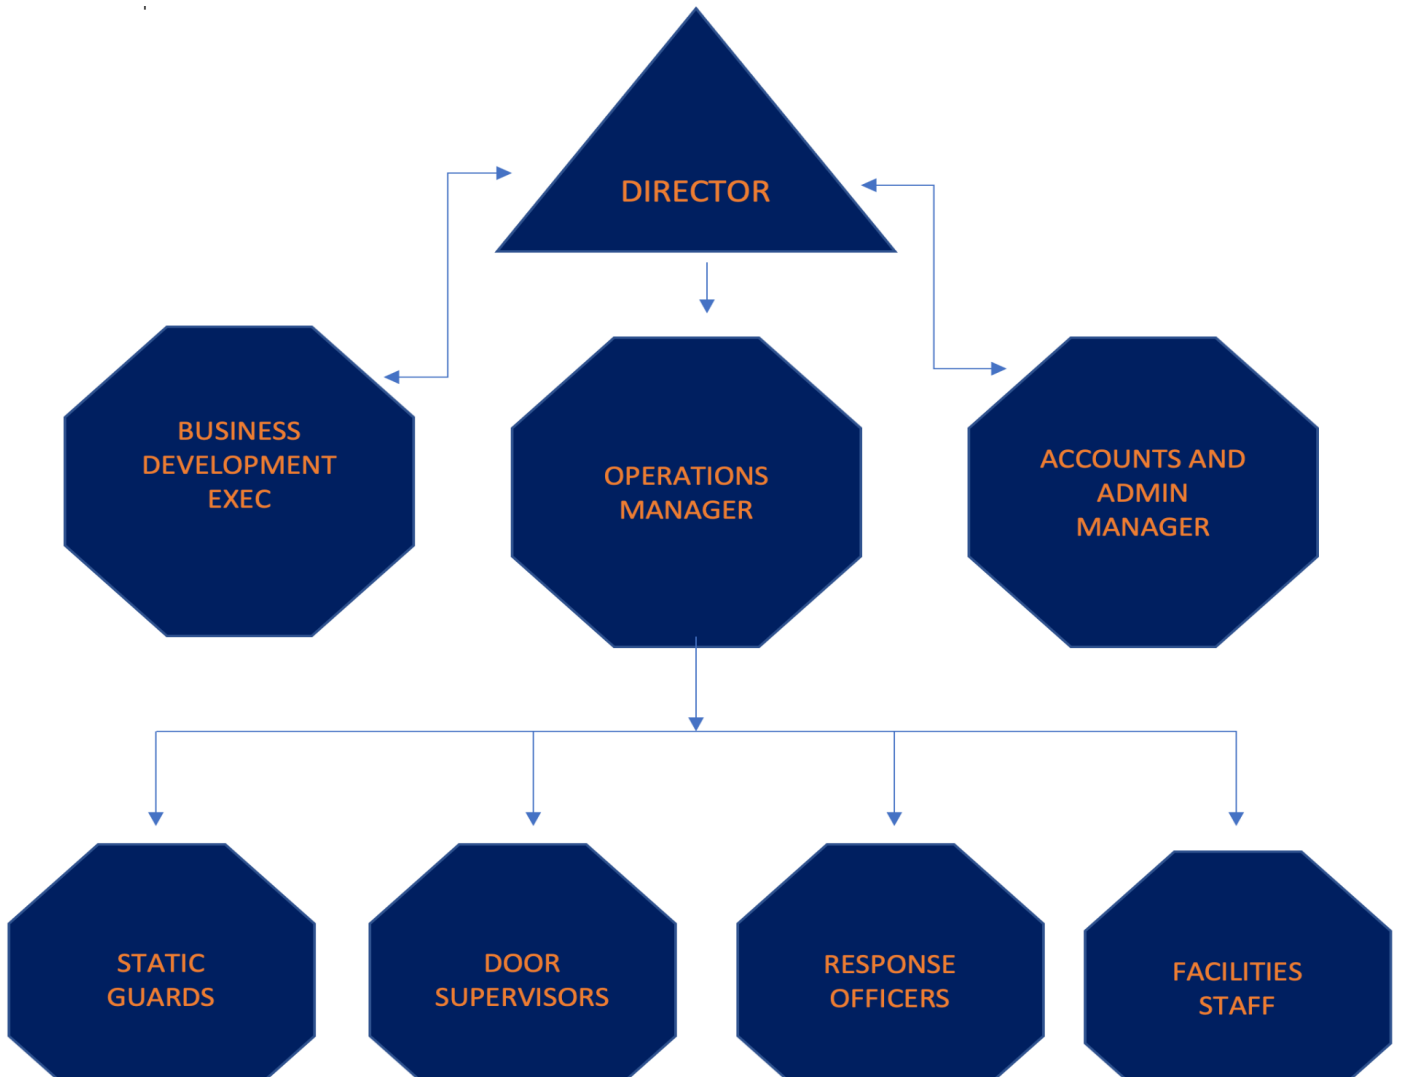 DIRECTOR
BUSINESS
DEVELOPMENT
EXEC
OPERATIONS
MANAGER
ACCOUNTS AND
ADMIN
MANAGER
STATIC
GUARDS
DOOR
SUPERVISORS
RESPONSE
OFFICERS
FACILITIES
STAFF